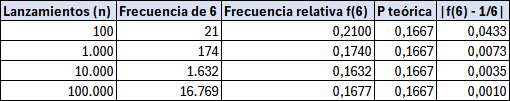 Lanzamientos (n) Frecuencia de 6 Frecuencia relativa f(6) P teórica |f(6) - 1/6|
100 21 0,2100 0,1667 0,0433
1.000 174 0,1740 0,1667 0,0073
10.000 1.632 0,1632 0,1667 0,0035
100.000 16.769 0,1677 0,1667 0,0010